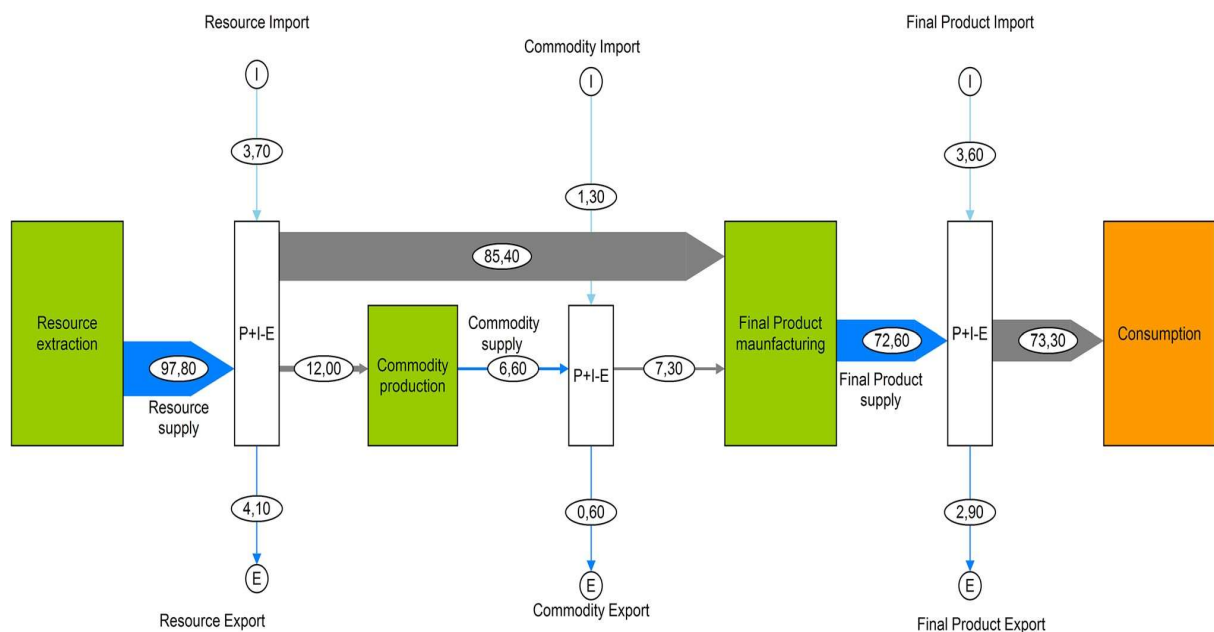 Resource Import
Commodity Import
Final Product Import
I
I
I
3,70
1,30
3,60
85,40
Resource
extraction
97,80
Resource
supply
P+I-E
12,00
Commodity
production
Commodity
supply
6,60
P+I-E
7,30
Final Product
maunfacturing
72,60
Final Product
supply
P+I-E
73,30
Consumption
4,10
0,60
2,90
E
E
E
Resource Export
Commodity Export
Final Product Export